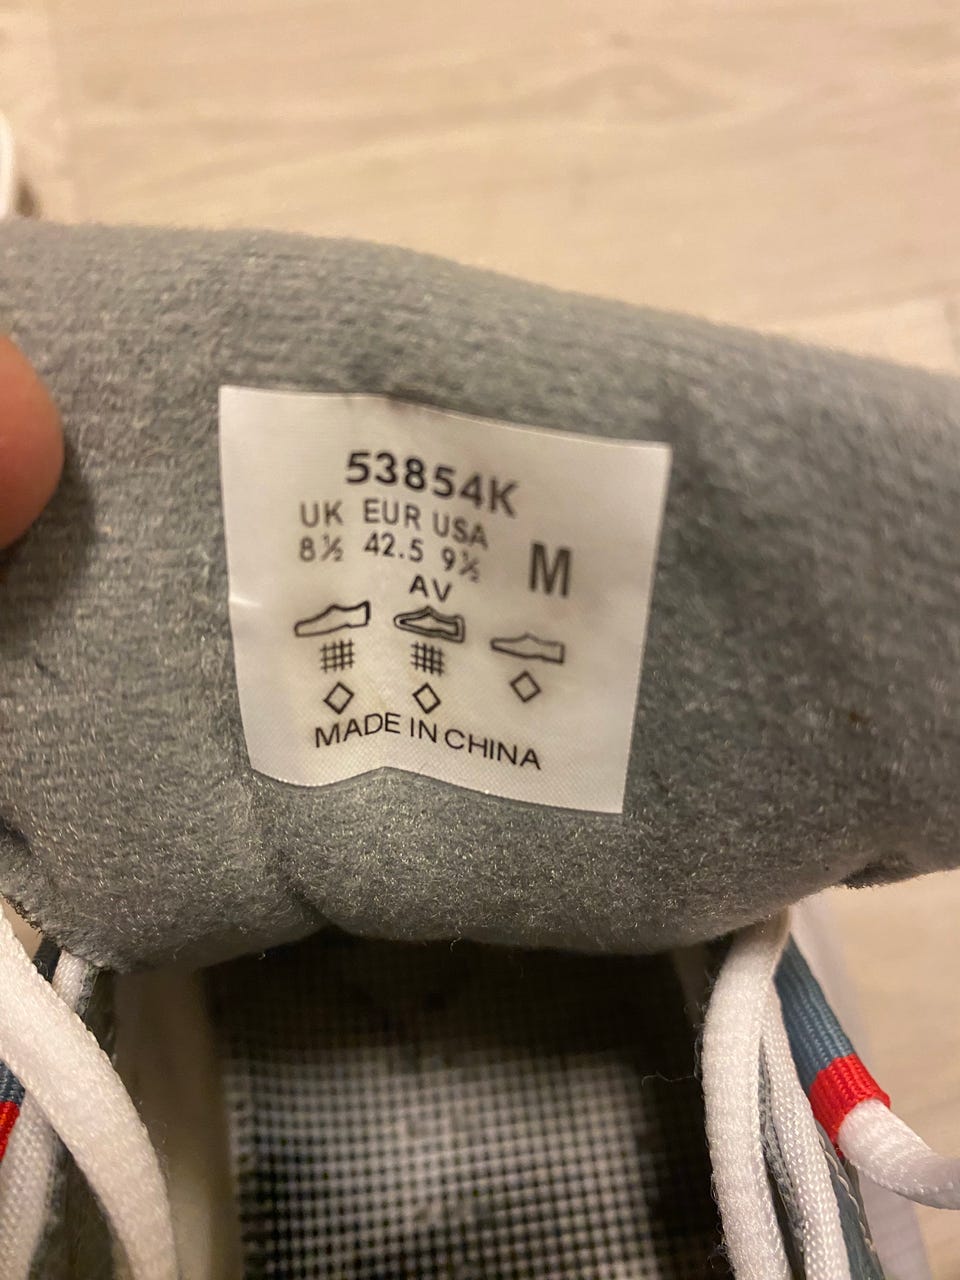 53854K
UK EUR USA
8½ 42.5 9½ M
AV
MADE IN CHINA